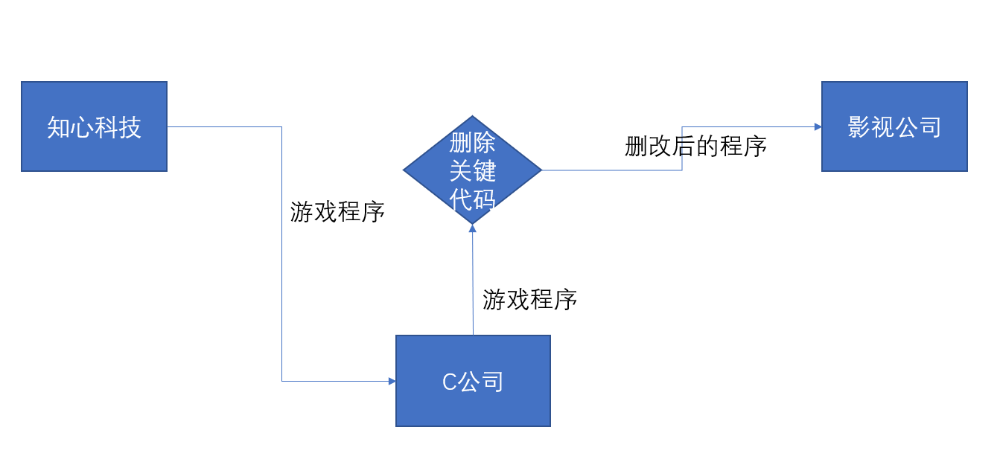 知心科技
删除
关键
代码
删改后的程序
影视公司
游戏程序
游戏程序
C公司